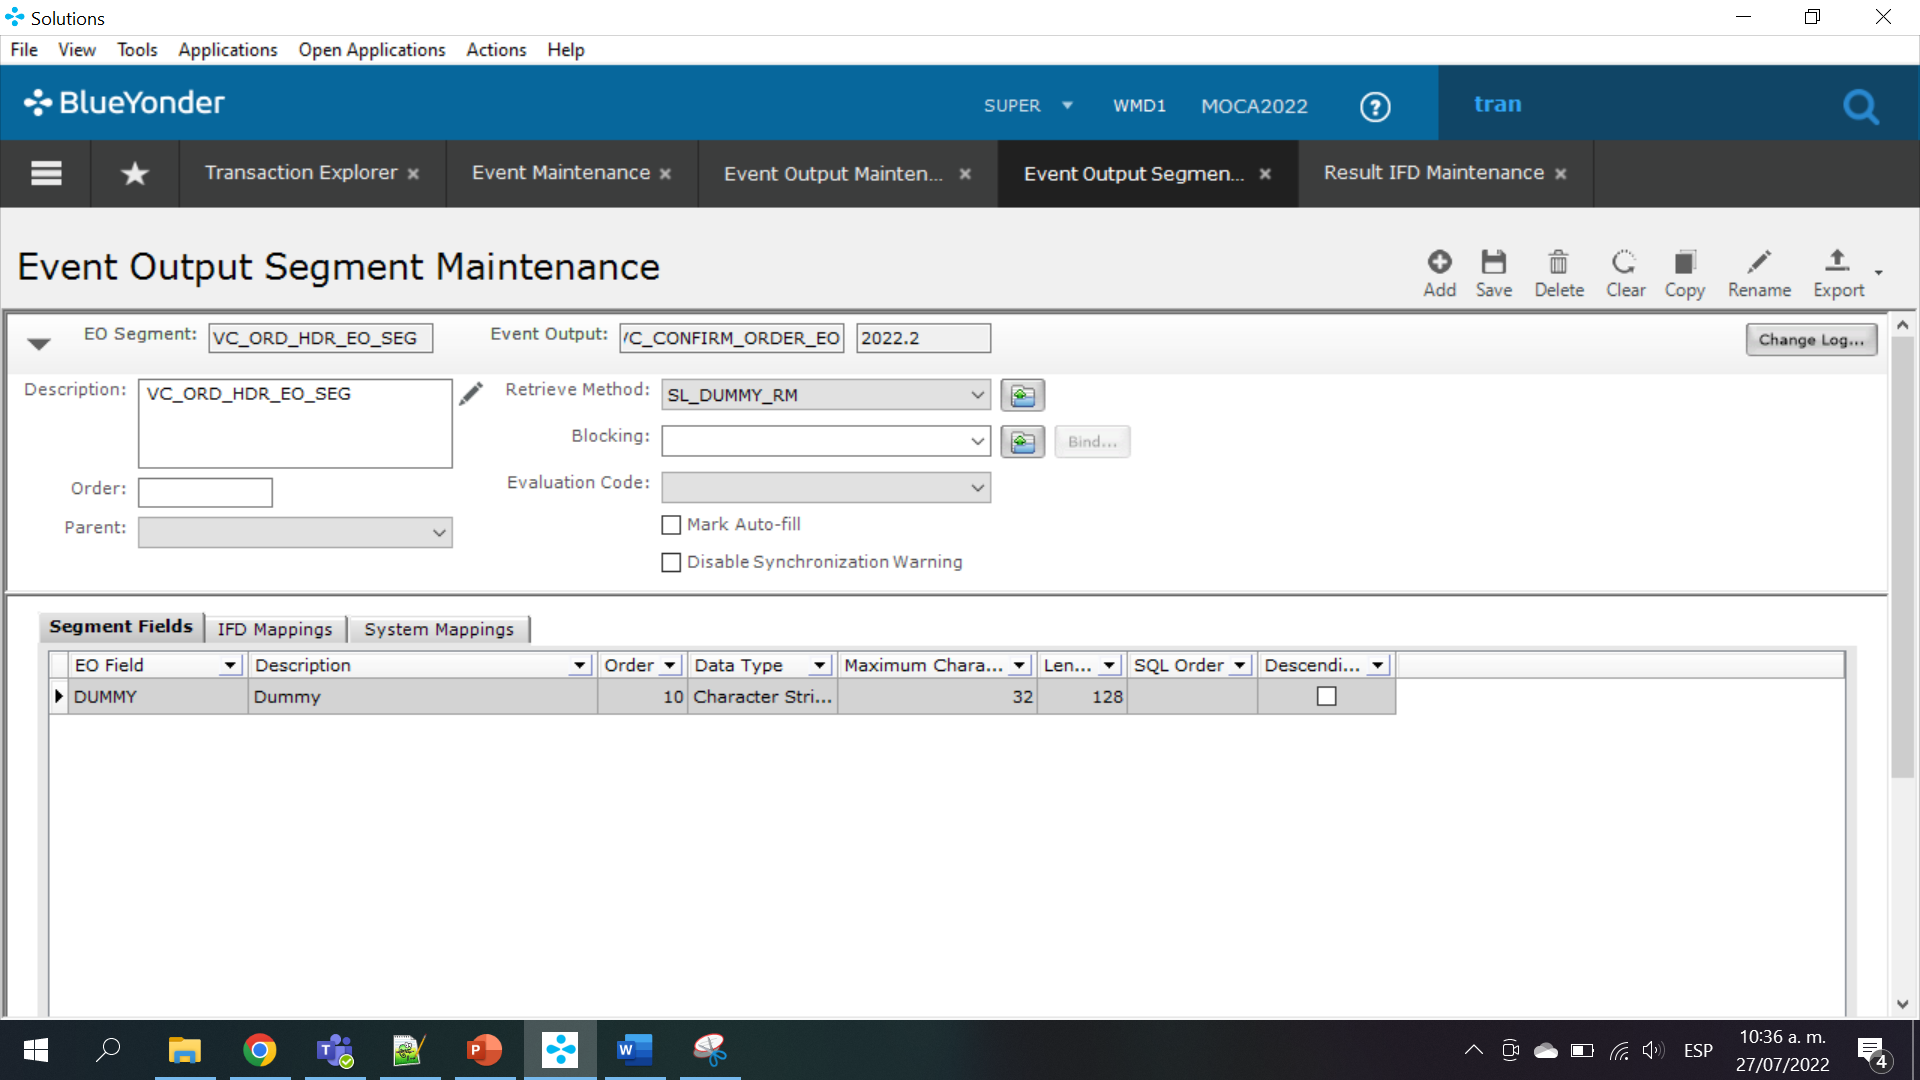 Solutions
File View Tools Applications Open Applications Actions Help
BlueYonder SUPER WMD1 MOCA2022 ? tran
Transaction Explorer × Event Maintenance × Event Output Mainten... × Event Output Segmen... × Result IFD Maintenance ×
Event Output Segment Maintenance
Add Save Delete Clear Copy Rename Export
EO Segment: VC_ORD_HDR_EO_SEG Event Output: VC_CONFIRM_ORDER_EO 2022.2 Change Log...
Description: VC_ORD_HDR_EO_SEG Retrieve Method: SL_DUMMY_RM
Blocking: Bind...
Order: Evaluation Code:
Parent: Mark Auto-fill
Disable Synchronization Warning
Segment Fields IFD Mappings System Mappings
EO Field Description Order Data Type Maximum Chara... Len... SQL Order Descendi...
DUMMY Dummy 10 Character Stri... 32 128
ESP 10:36 a. m.
27/07/2022 4